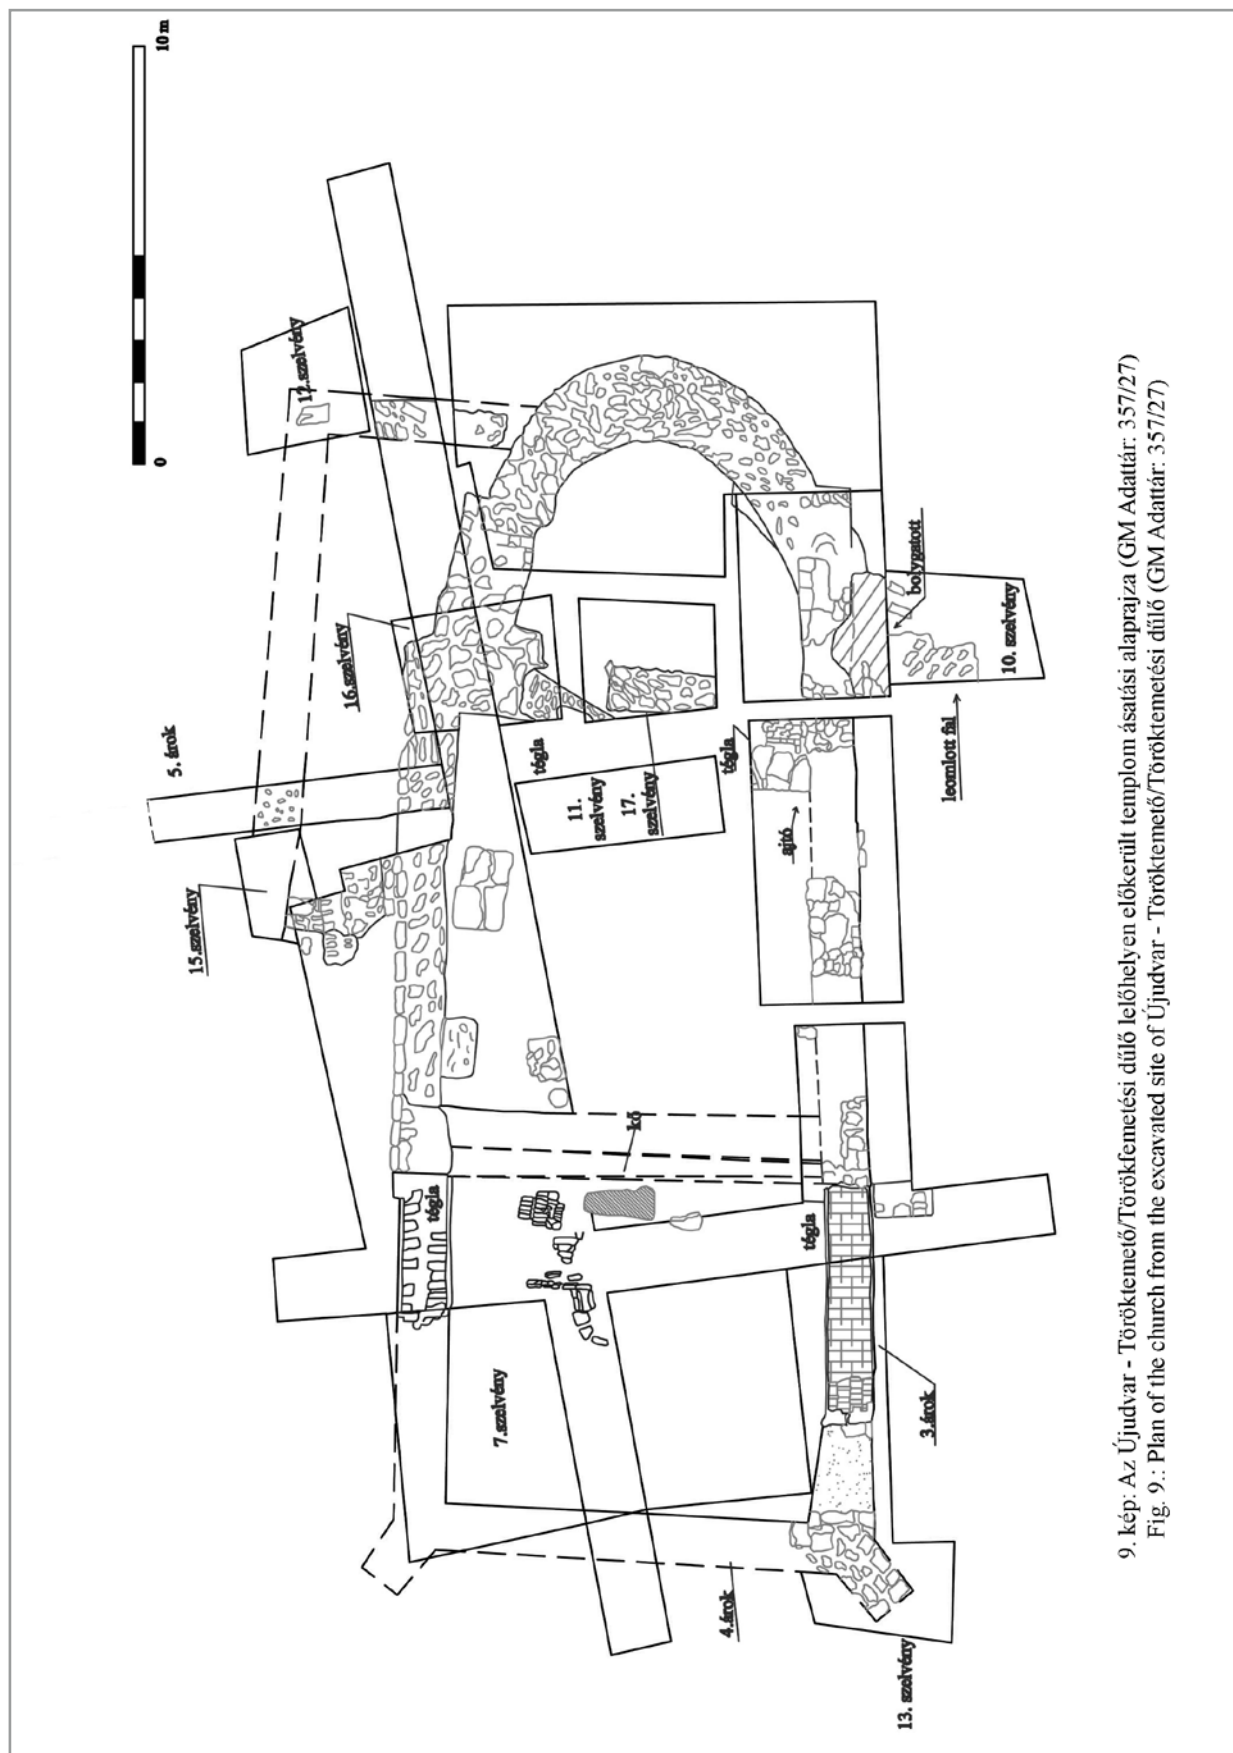 0
10 m
12.szelvény
16.szelvény
5. árok
15.szelvény
tégla
11.
szelvény
17.
szelvény
tégla
ajtó
bolygatott
10. szelvény
leomlott fal
kő
tégla
tégla
7.szelvény
3.árok
4.árok
13. szelvény
9. kép: Az Újudvar - Töröktemető/Törökfemetési dűlő lelőhelyen előkerült templom ásatási alaprajza (GM Adattár: 357/27)
Fig. 9.: Plan of the church from the excavated site of Újudvar - Töröktemető/Töröktemetési dűlő (GM Adattár: 357/27)